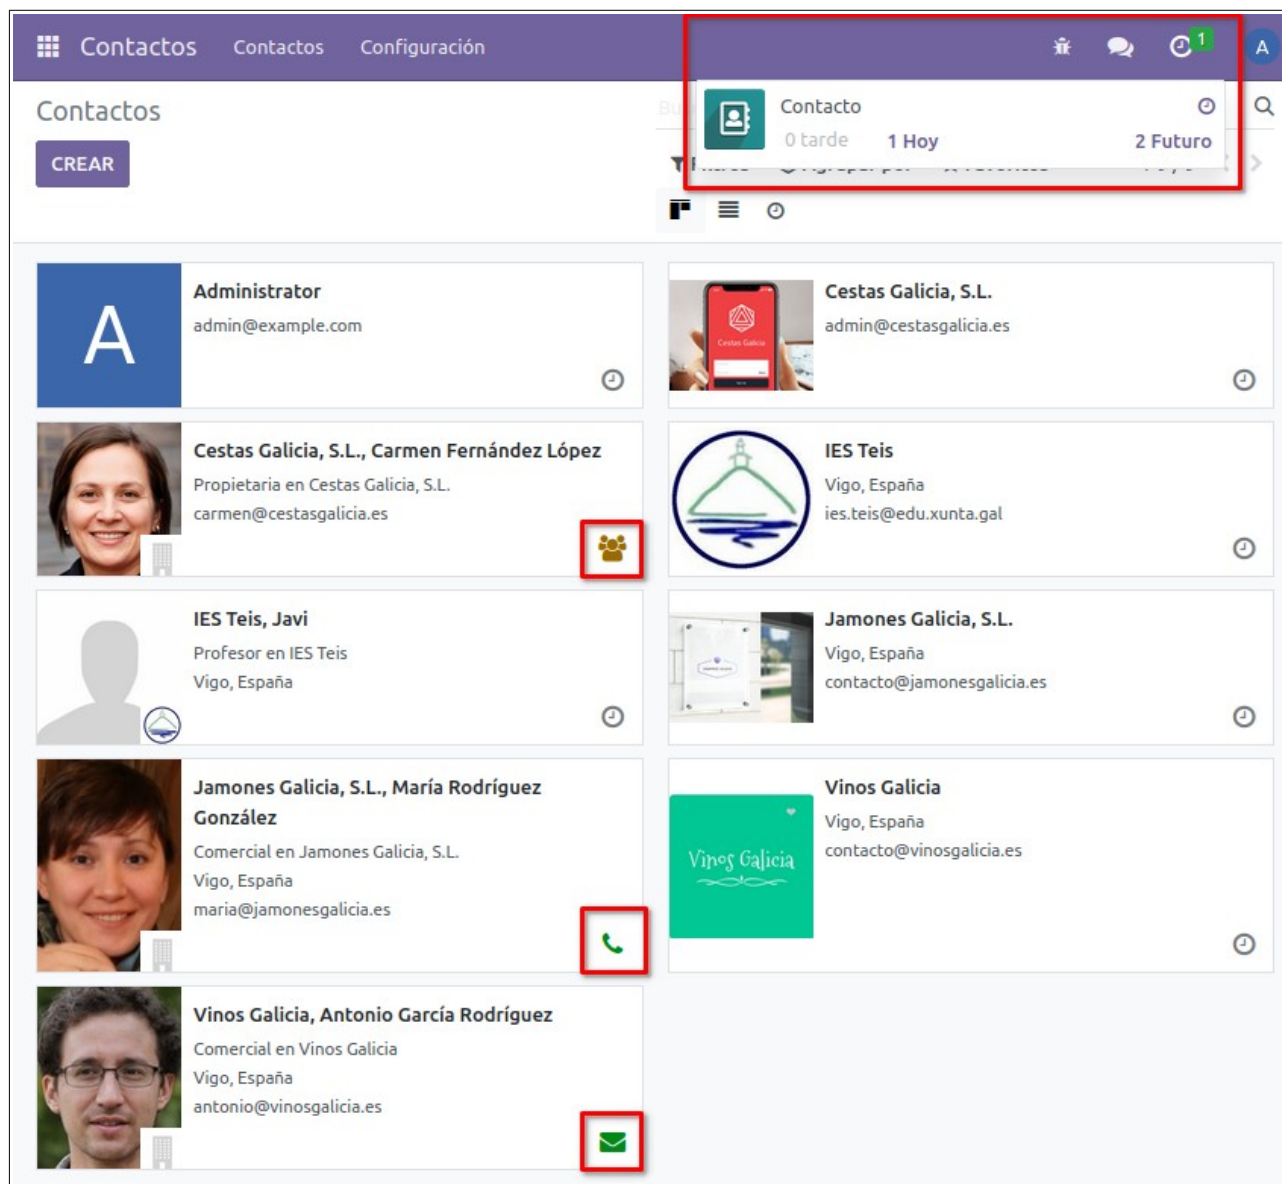 Contactos Contactos Configuración 1 A
Contactos
CREAR
Contacto
0 tarde 1 Hoy 2 Futuro
A
Administrator
admin@example.com
Cestas Galicia
Cestas Galicia, S.L.
admin@cestasgalicia.es
Cestas Galicia, S.L., Carmen Fernández López
Propietaria en Cestas Galicia, S.L.
carmen@cestasgalicia.es
IES Teis
Vigo, España
ies.teis@edu.xunta.gal
IES Teis, Javi
Profesor en IES Teis
Vigo, España
Jamones Galicia, S.L.
Vigo, España
contacto@jamonesgalicia.es
Jamones Galicia, S.L., María Rodríguez
González
Comercial en Jamones Galicia, S.L.
Vigo, España
maria@jamonesgalicia.es
Vinos Galicia
Vinos Galicia
Vigo, España
contacto@vinosgalicia.es
Vinos Galicia, Antonio García Rodríguez
Comercial en Vinos Galicia
Vigo, España
antonio@vinosgalicia.es